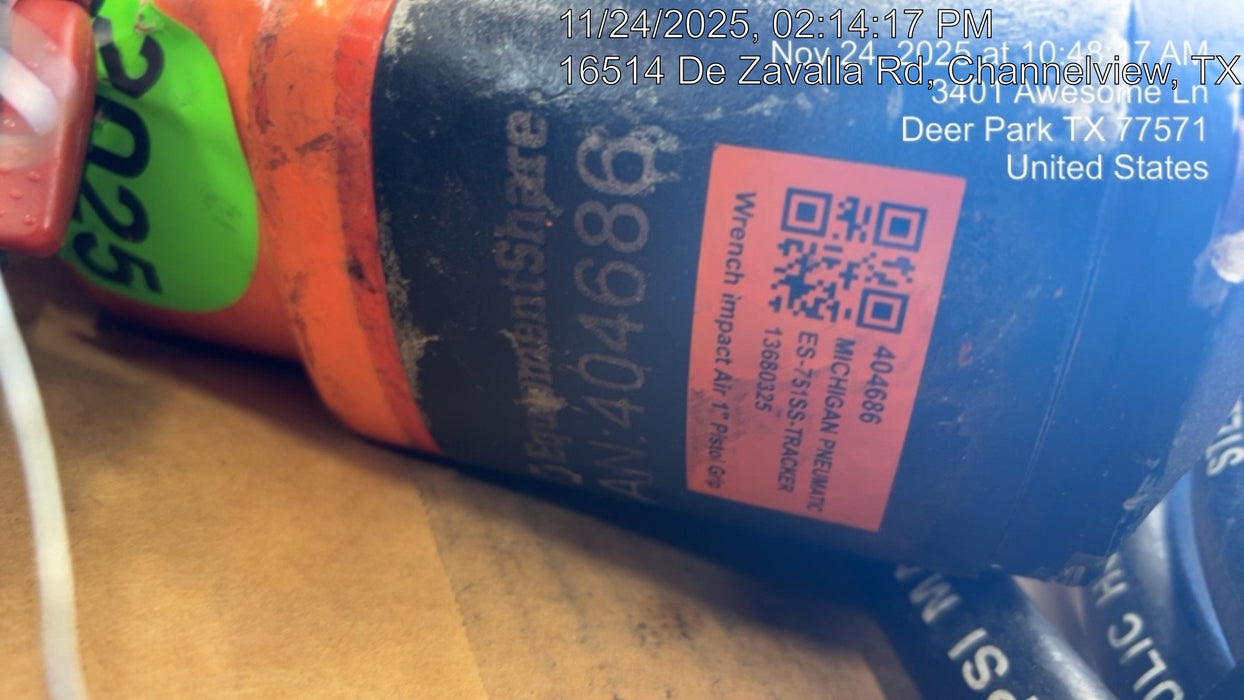 11/24/2025, 02:14:17 PM
16514 De Zavalla Rd, Channelview, TX
Nov 24, 2025 at 10:48:17 AM
3401 Awesome Ln
Deer Park TX 77571
United States
2025
EquipmentShare
AN:404686
404686
MICHIGAN PNEUMATIC
ES-751SS-TRACKER
13680325
Wrench impact Air 1" Pistol Grip
PSI